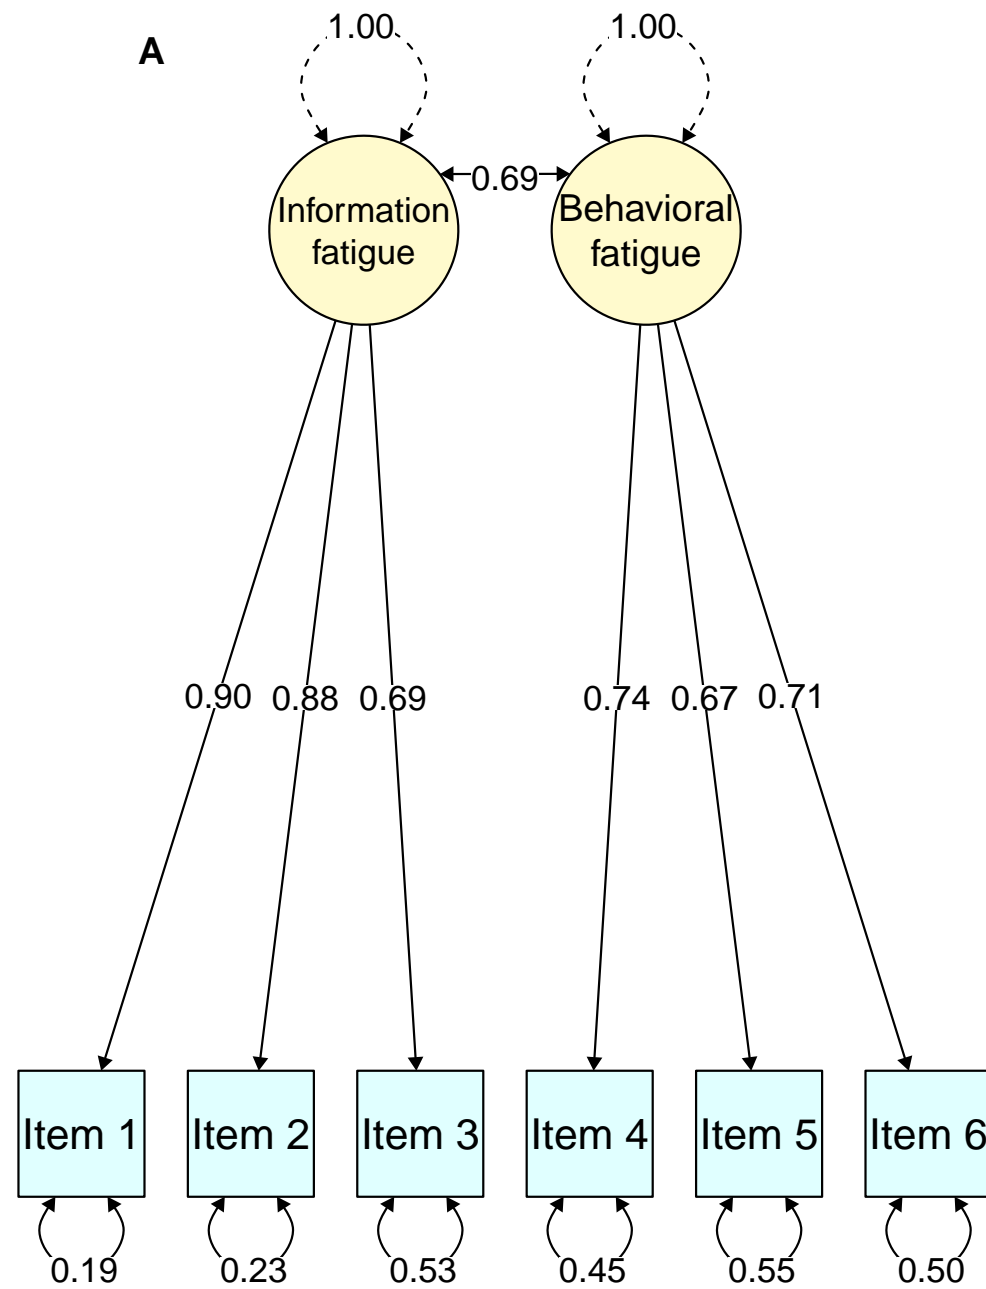 1.00 1.00
A
0.69
Information
fatigue
Behavioral
fatigue
0.90 0.88 0.69 0.74 0.67 0.71
Item 1 Item 2 Item 3 Item 4 Item 5 Item 6
0.19 0.23 0.53 0.45 0.55 0.50